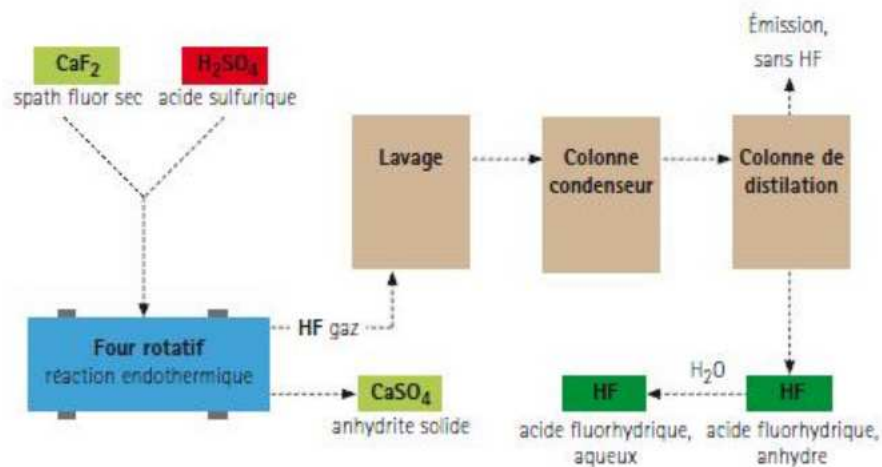 CaF2
spath fluor sec
H2SO4
acide sulfurique
Émission,
sans HF
Lavage
Colonne
condenseur
Colonne de
distilation
Four rotatif
réaction endothermique
HF gaz
CaSO4
anhydrite solide
H2O
HF
acide fluorhydrique,
aqueux
HF
acide fluorhydrique,
anhydre